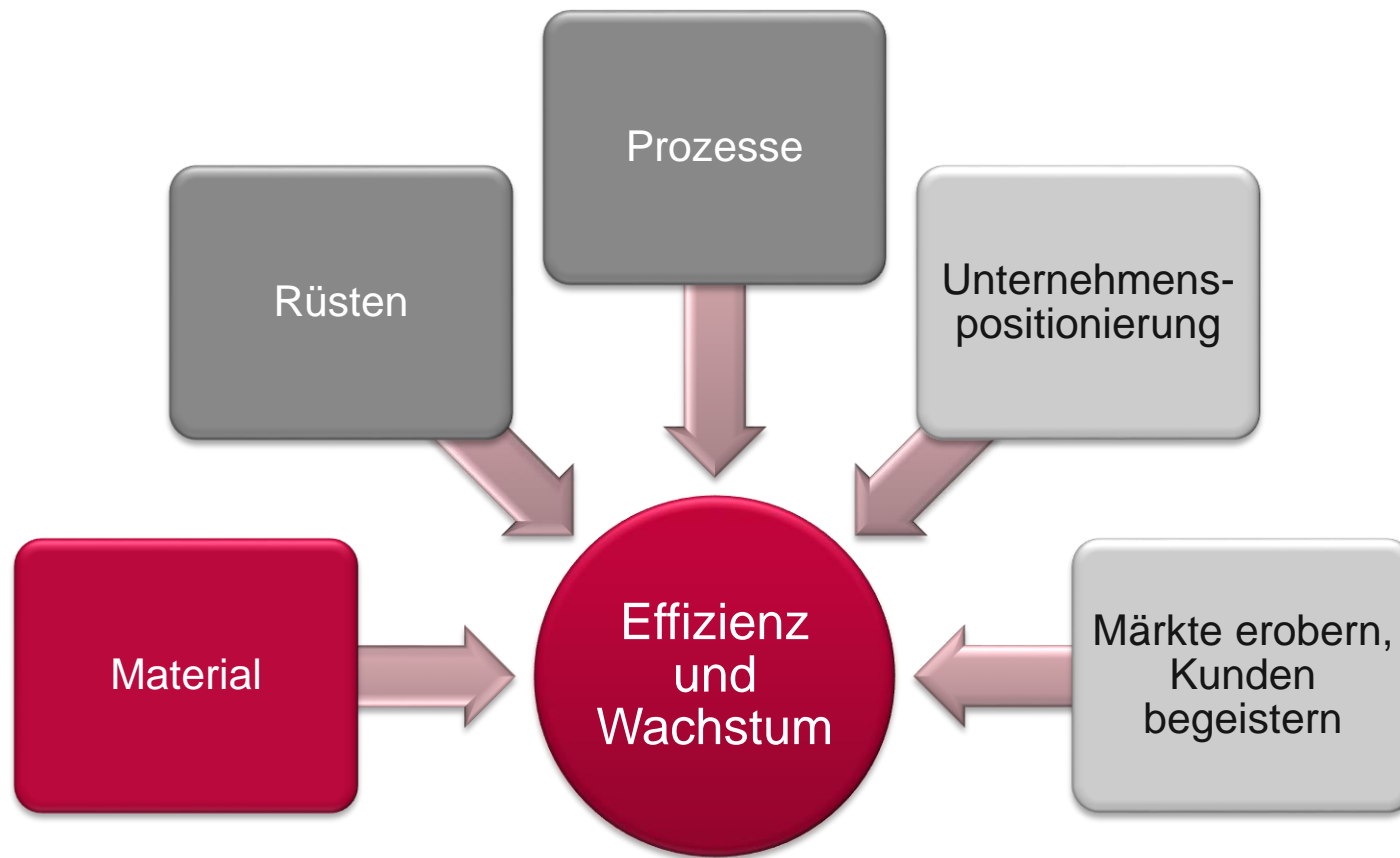 Prozesse
Rüsten
Unternehmens-
positionierung
Material
Effizienz
und
Wachstum
Märkte erobern,
Kunden
begeistern